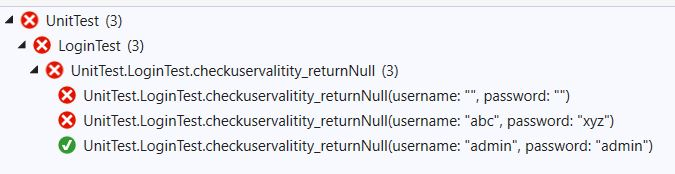 UnitTest (3)
LoginTest (3)
UnitTest.LoginTest.checkuservalitity_returnNull (3)
UnitTest.LoginTest.checkuservalitity_returnNull(username: "", password: "")
UnitTest.LoginTest.checkuservalitity_returnNull(username: "abc", password: "xyz")
UnitTest.LoginTest.checkuservalitity_returnNull(username: "admin", password: "admin")